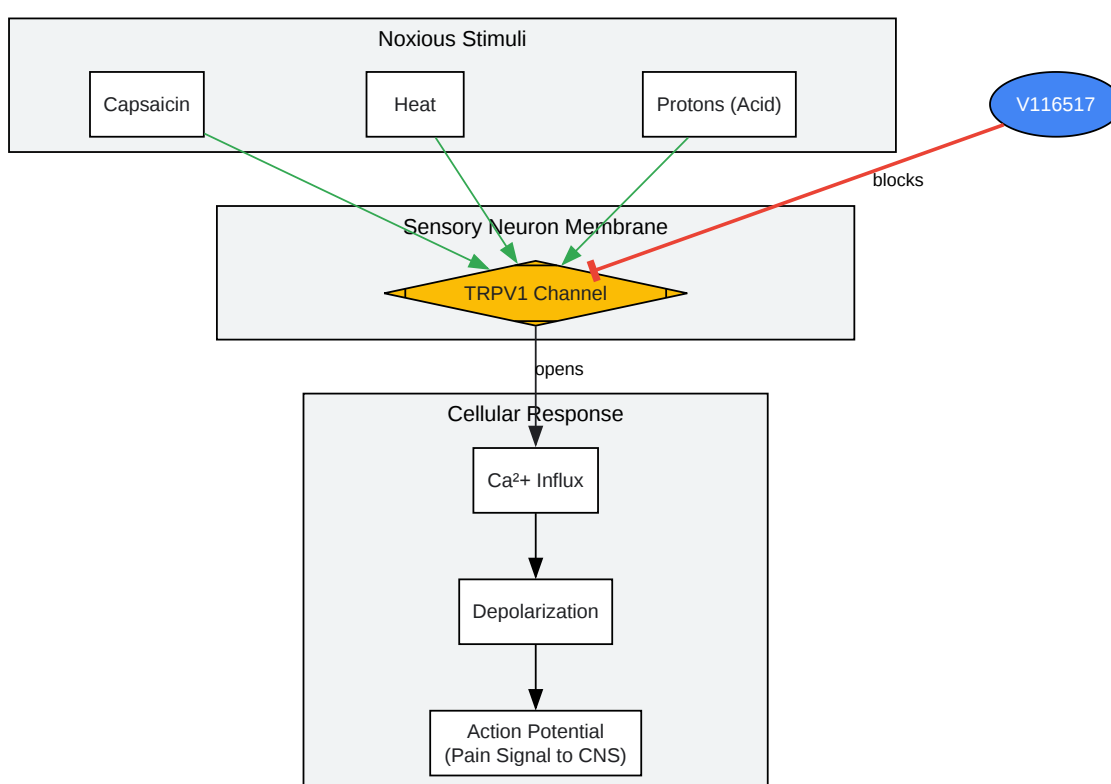 Noxious Stimuli
Capsaicin
Heat
Protons (Acid)
V116517
blocks
Sensory Neuron Membrane
TRPV1 Channel
opens
Cellular Response
Ca²+ Influx
Depolarization
Action Potential
(Pain Signal to CNS)